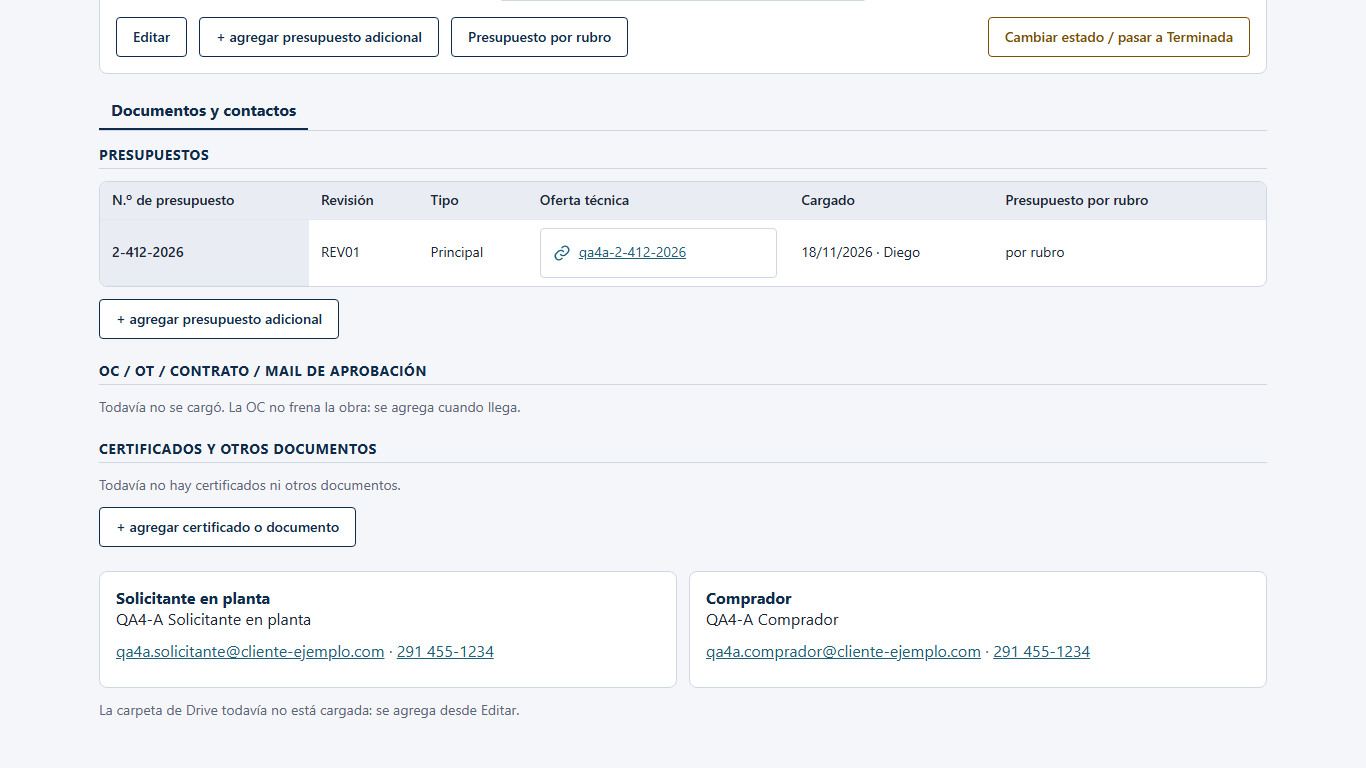 Editar
+ agregar presupuesto adicional
Presupuesto por rubro
Cambiar estado / pasar a Terminada
Documentos y contactos
PRESUPUESTOS
N.º de presupuesto Revisión Tipo Oferta técnica Cargado Presupuesto por rubro
2-412-2026 REV01 Principal qa4a-2-412-2026 18/11/2026 · Diego por rubro
+ agregar presupuesto adicional
OC / OT / CONTRATO / MAIL DE APROBACIÓN
Todavía no se cargó. La OC no frena la obra: se agrega cuando llega.
CERTIFICADOS Y OTROS DOCUMENTOS
Todavía no hay certificados ni otros documentos.
+ agregar certificado o documento
Solicitante en planta
QA4-A Solicitante en planta
qa4a.solicitante@cliente-ejemplo.com · 291 455-1234
Comprador
QA4-A Comprador
qa4a.comprador@cliente-ejemplo.com · 291 455-1234
La carpeta de Drive todavía no está cargada: se agrega desde Editar.